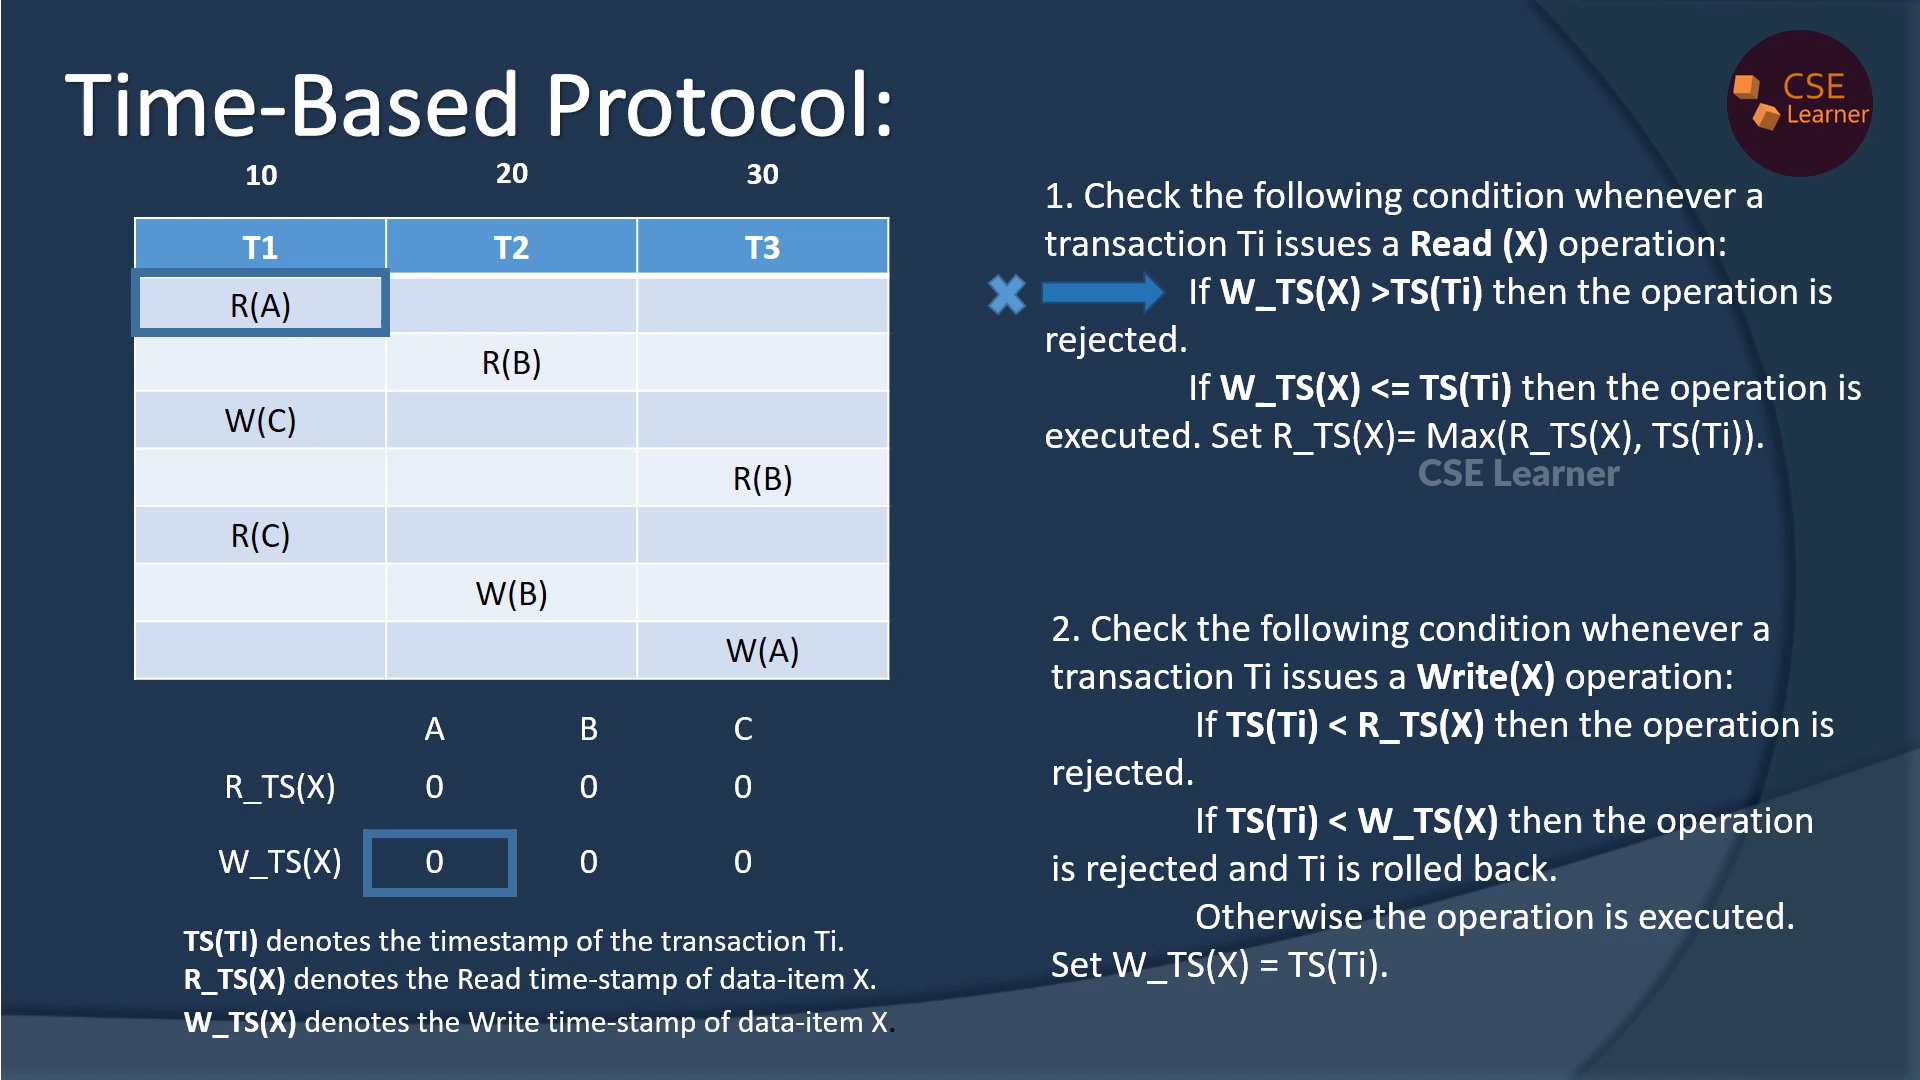 Time-Based Protocol:
CSE
Learner
10 20 30
T1 T2 T3
R(A)
R(B)
W(C)
R(B)
R(C)
W(B)
W(A)
A B C
R_TS(X) 0 0 0
W_TS(X) 0 0 0
TS(TI) denotes the timestamp of the transaction Ti.
R_TS(X) denotes the Read time-stamp of data-item X.
W_TS(X) denotes the Write time-stamp of data-item X.
1. Check the following condition whenever a
transaction Ti issues a Read (X) operation:
If W_TS(X) >TS(Ti) then the operation is
rejected.
If W_TS(X) <= TS(Ti) then the operation is
executed. Set R_TS(X)= Max(R_TS(X), TS(Ti)).
CSE Learner
2. Check the following condition whenever a
transaction Ti issues a Write(X) operation:
If TS(Ti) < R_TS(X) then the operation is
rejected.
If TS(Ti) < W_TS(X) then the operation
is rejected and Ti is rolled back.
Otherwise the operation is executed.
Set W_TS(X) = TS(Ti).